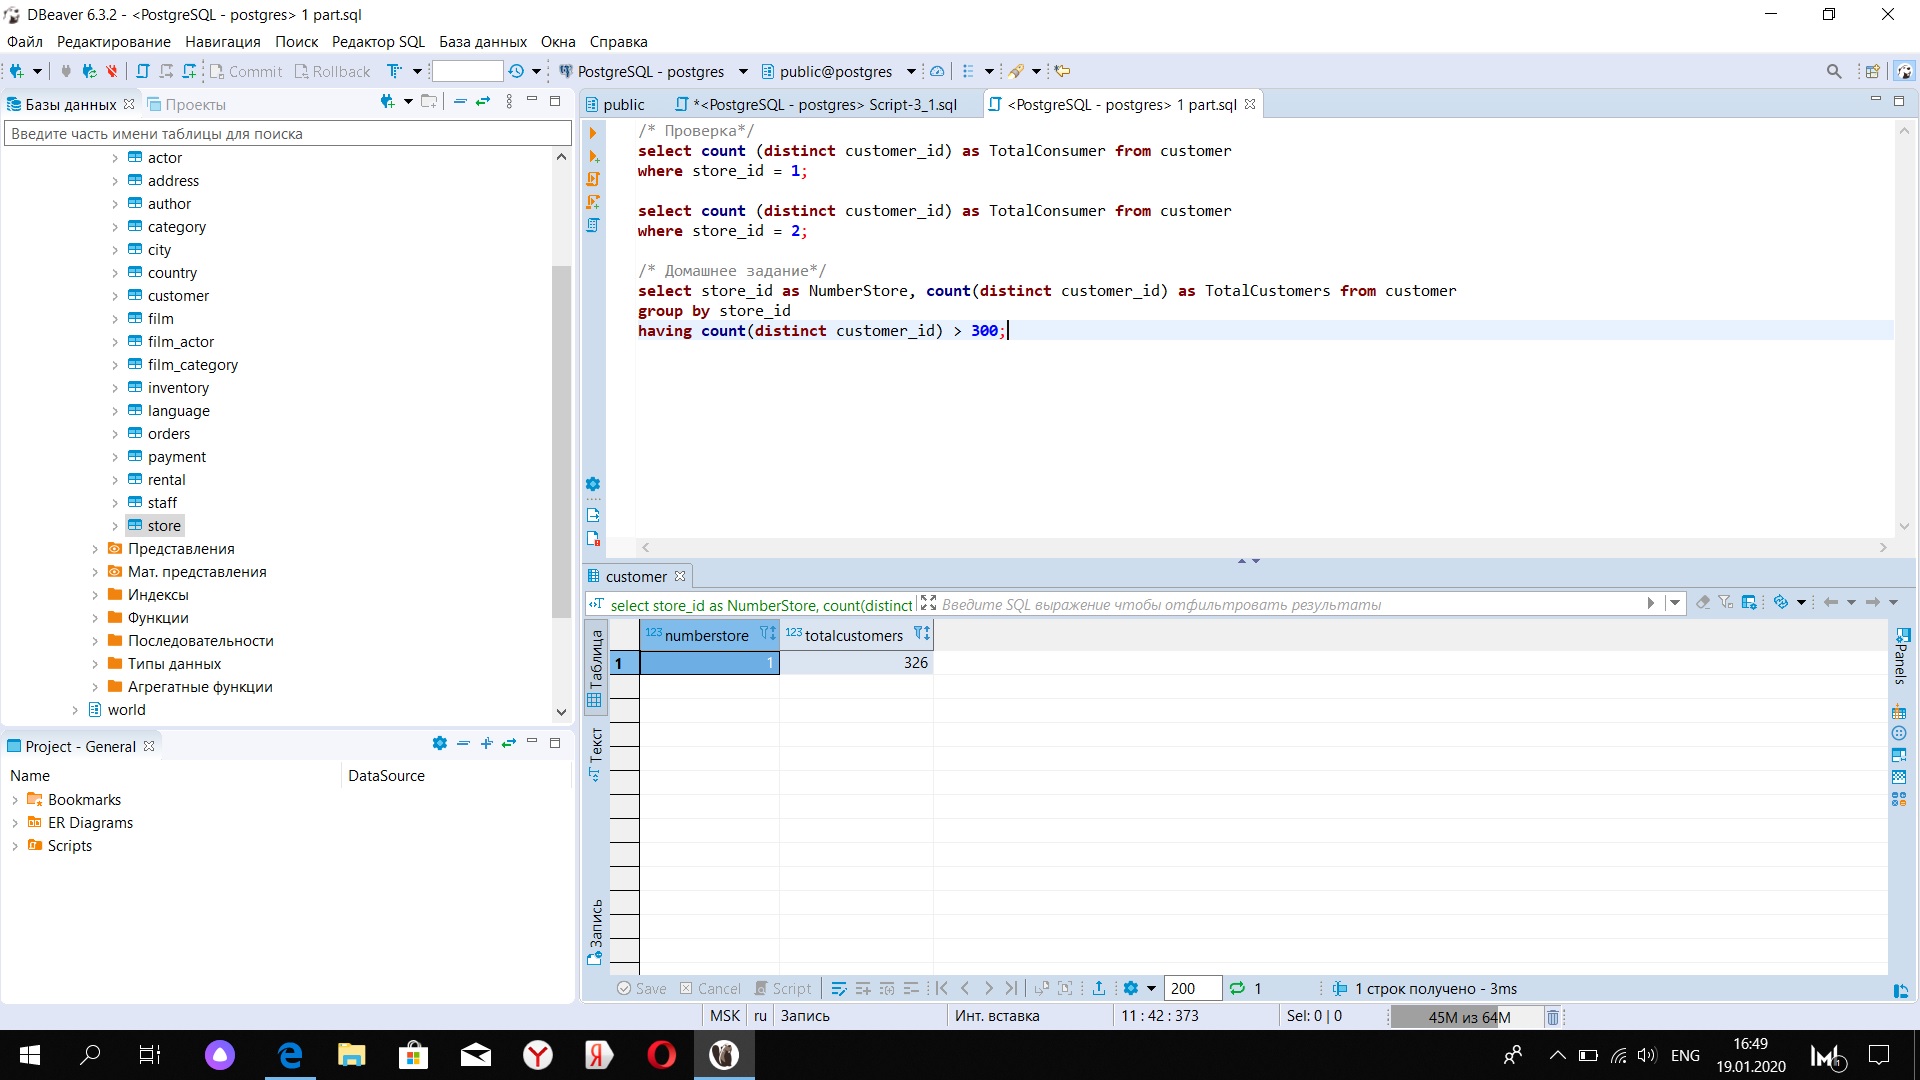 DBeaver 6.3.2 - <PostgreSQL - postgres> 1 part.sql
Файл Редактирование Навигация Поиск Редактор SQL База данных Окна Справка
Commit Rollback PostgreSQL - postgres public@postgres
Базы данных Проекты
public *<PostgreSQL - postgres> Script-3_1.sql <PostgreSQL - postgres> 1 part.sql
Введите часть имени таблицы для поиска
actor
address
author
category
city
country
customer
film
film_actor
film_category
inventory
language
orders
payment
rental
staff
store
Представления
Мат. представления
Индексы
Функции
Последовательности
Типы данных
Агрегатные функции
world
Project - General
Name DataSource
Bookmarks
ER Diagrams
Scripts
/* Проверка*/
select count (distinct customer_id) as TotalConsumer from customer
where store_id = 1;
select count (distinct customer_id) as TotalConsumer from customer
where store_id = 2;
/* Домашнее задание*/
select store_id as NumberStore, count(distinct customer_id) as TotalCustomers from customer
group by store_id
having count(distinct customer_id) > 300;
customer
select store_id as NumberStore, count(distinct Введите SQL выражение чтобы отфильтровать результаты
Таблица
Текст
Запись
123 numberstore 123 totalcustomers
1 1 326
Panels
Save Cancel Script 200 1 1 строк получено - 3ms
MSK ru Запись Инт. вставка 11 : 42 : 373 Sel: 0 | 0 45M из 64M
ENG 16:49
19.01.2020